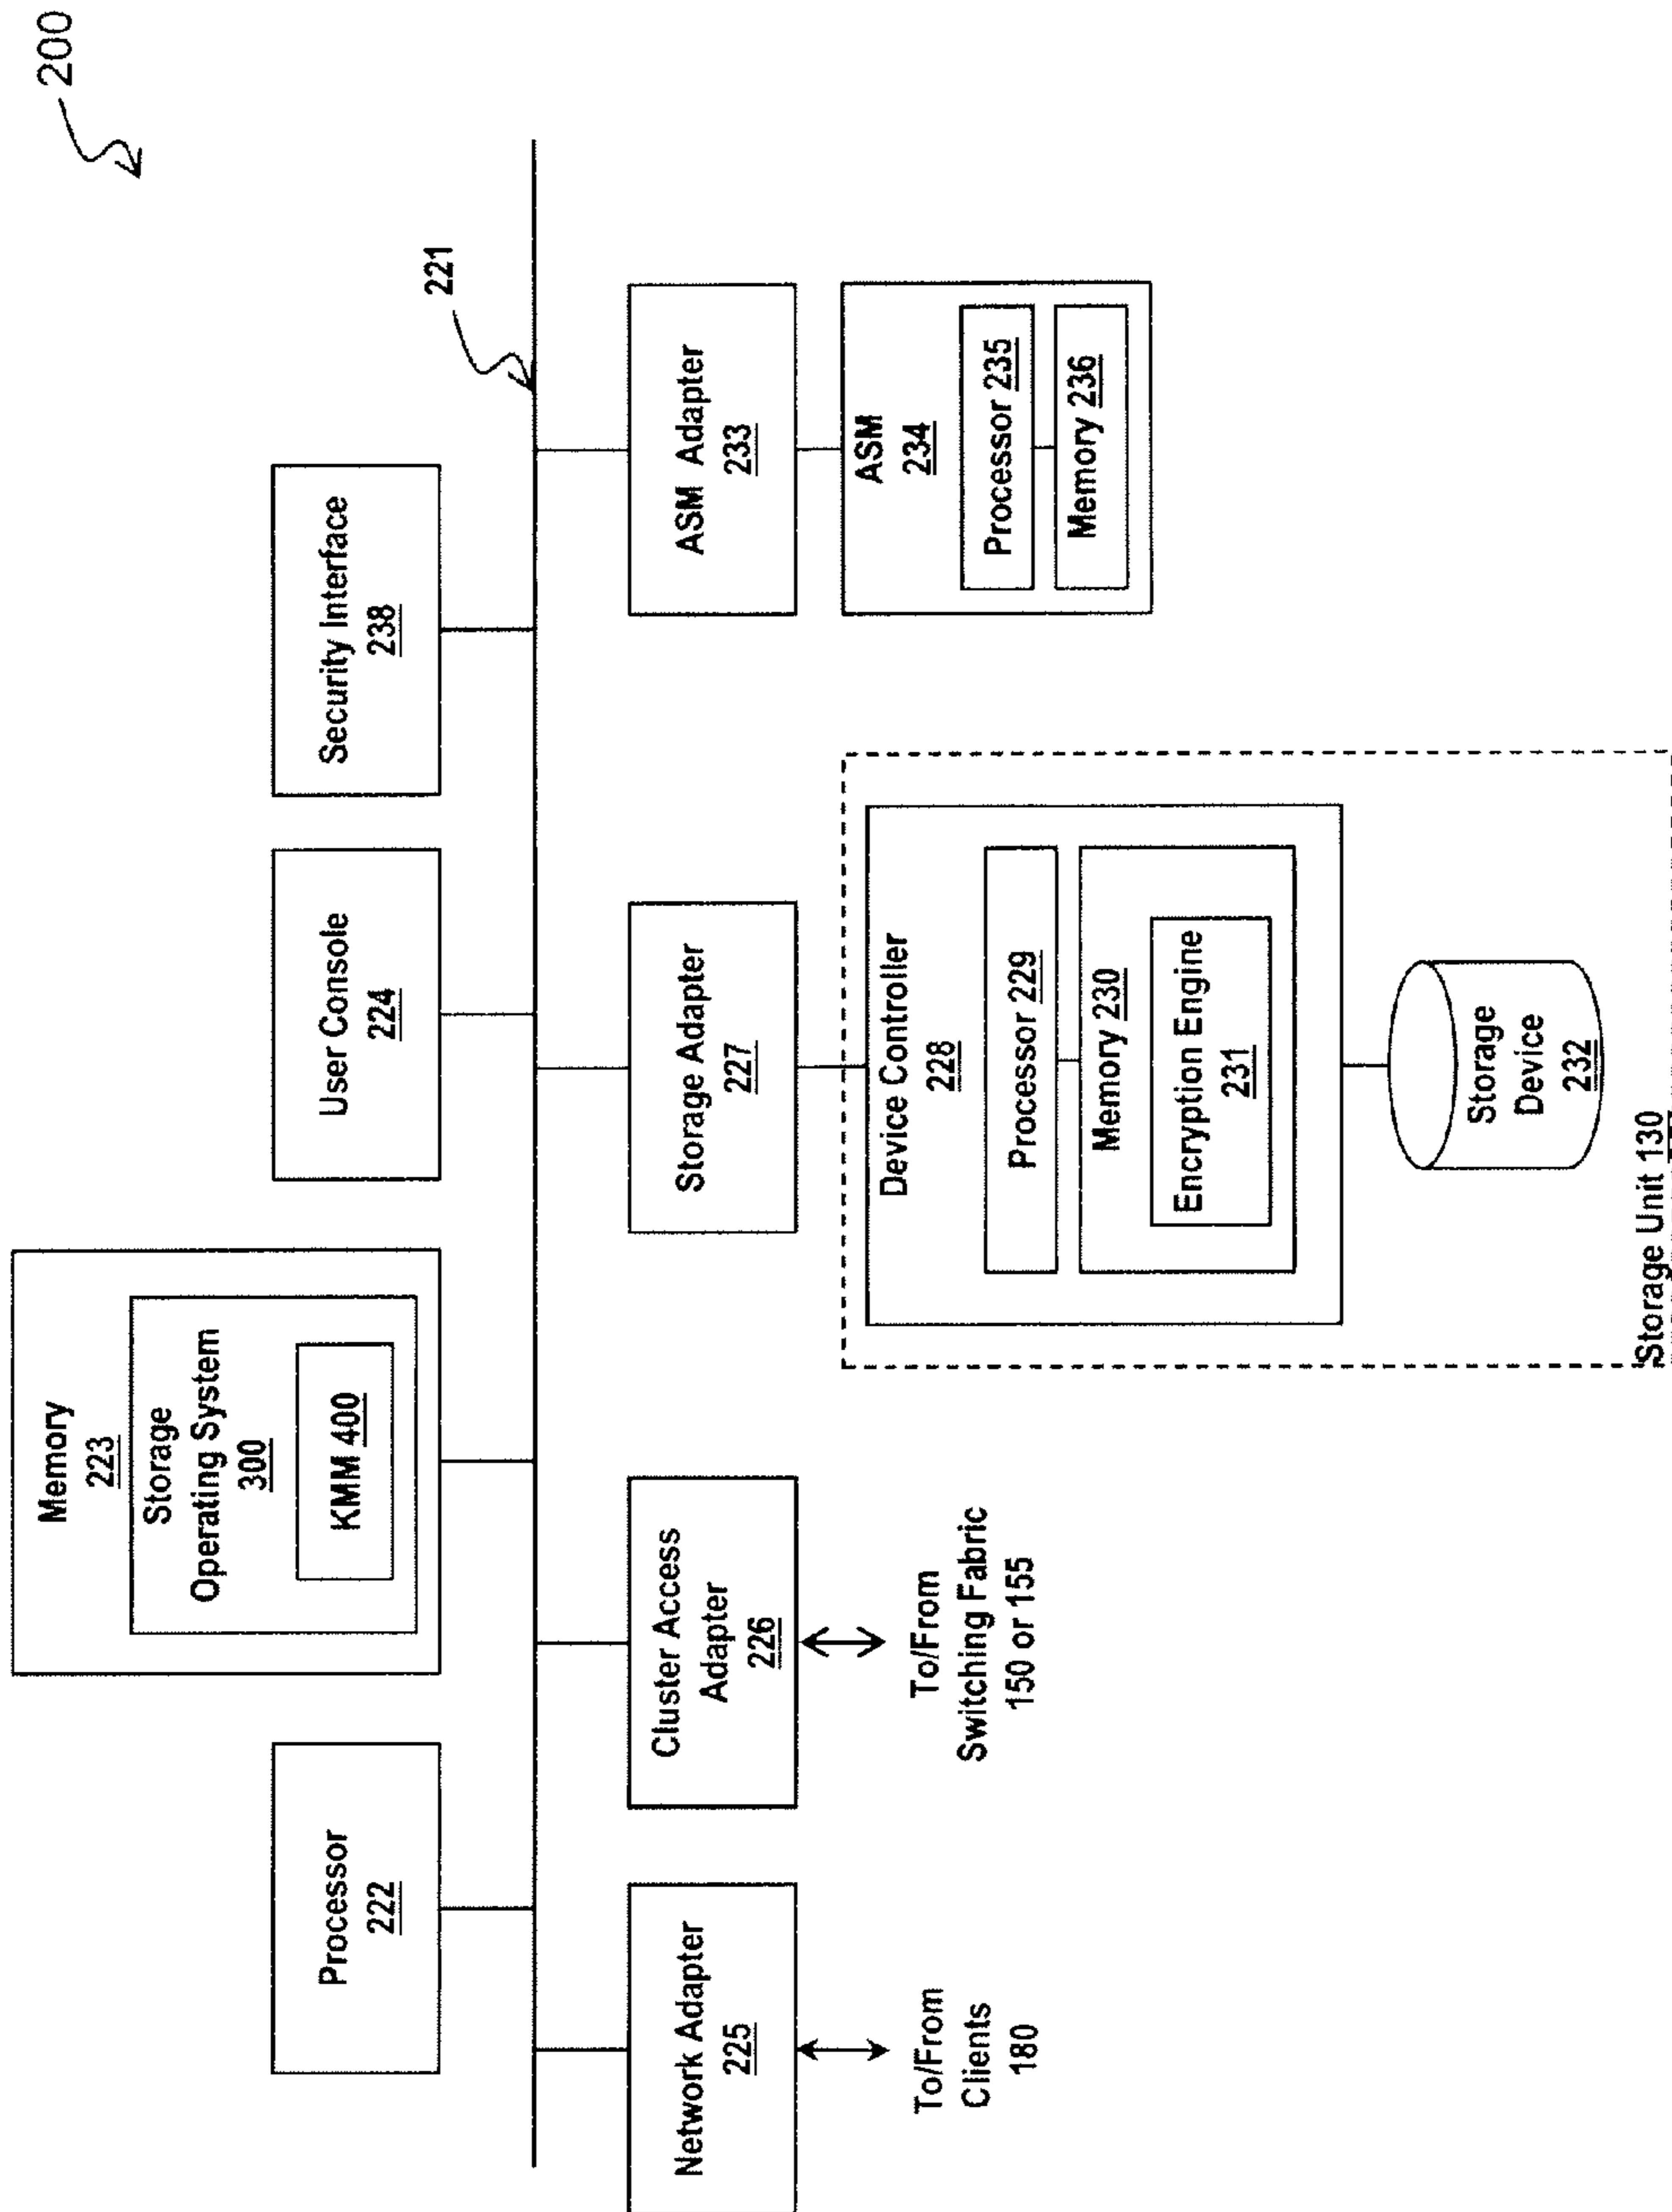 200
221
Processor
222
Memory
223
Storage
Operating System
300
KMM 400
User Console
224
Security Interface
238
Network Adapter
225
To/From
Clients
180
Cluster Access
Adapter
226
To/From
Switching Fabric
150 or 155
Storage Adapter
227
Device Controller
228
Processor 229
Memory 230
Encryption Engine
231
Storage
Device
232
Storage Unit 130
ASM Adapter
233
ASM
234
Processor 235
Memory 236